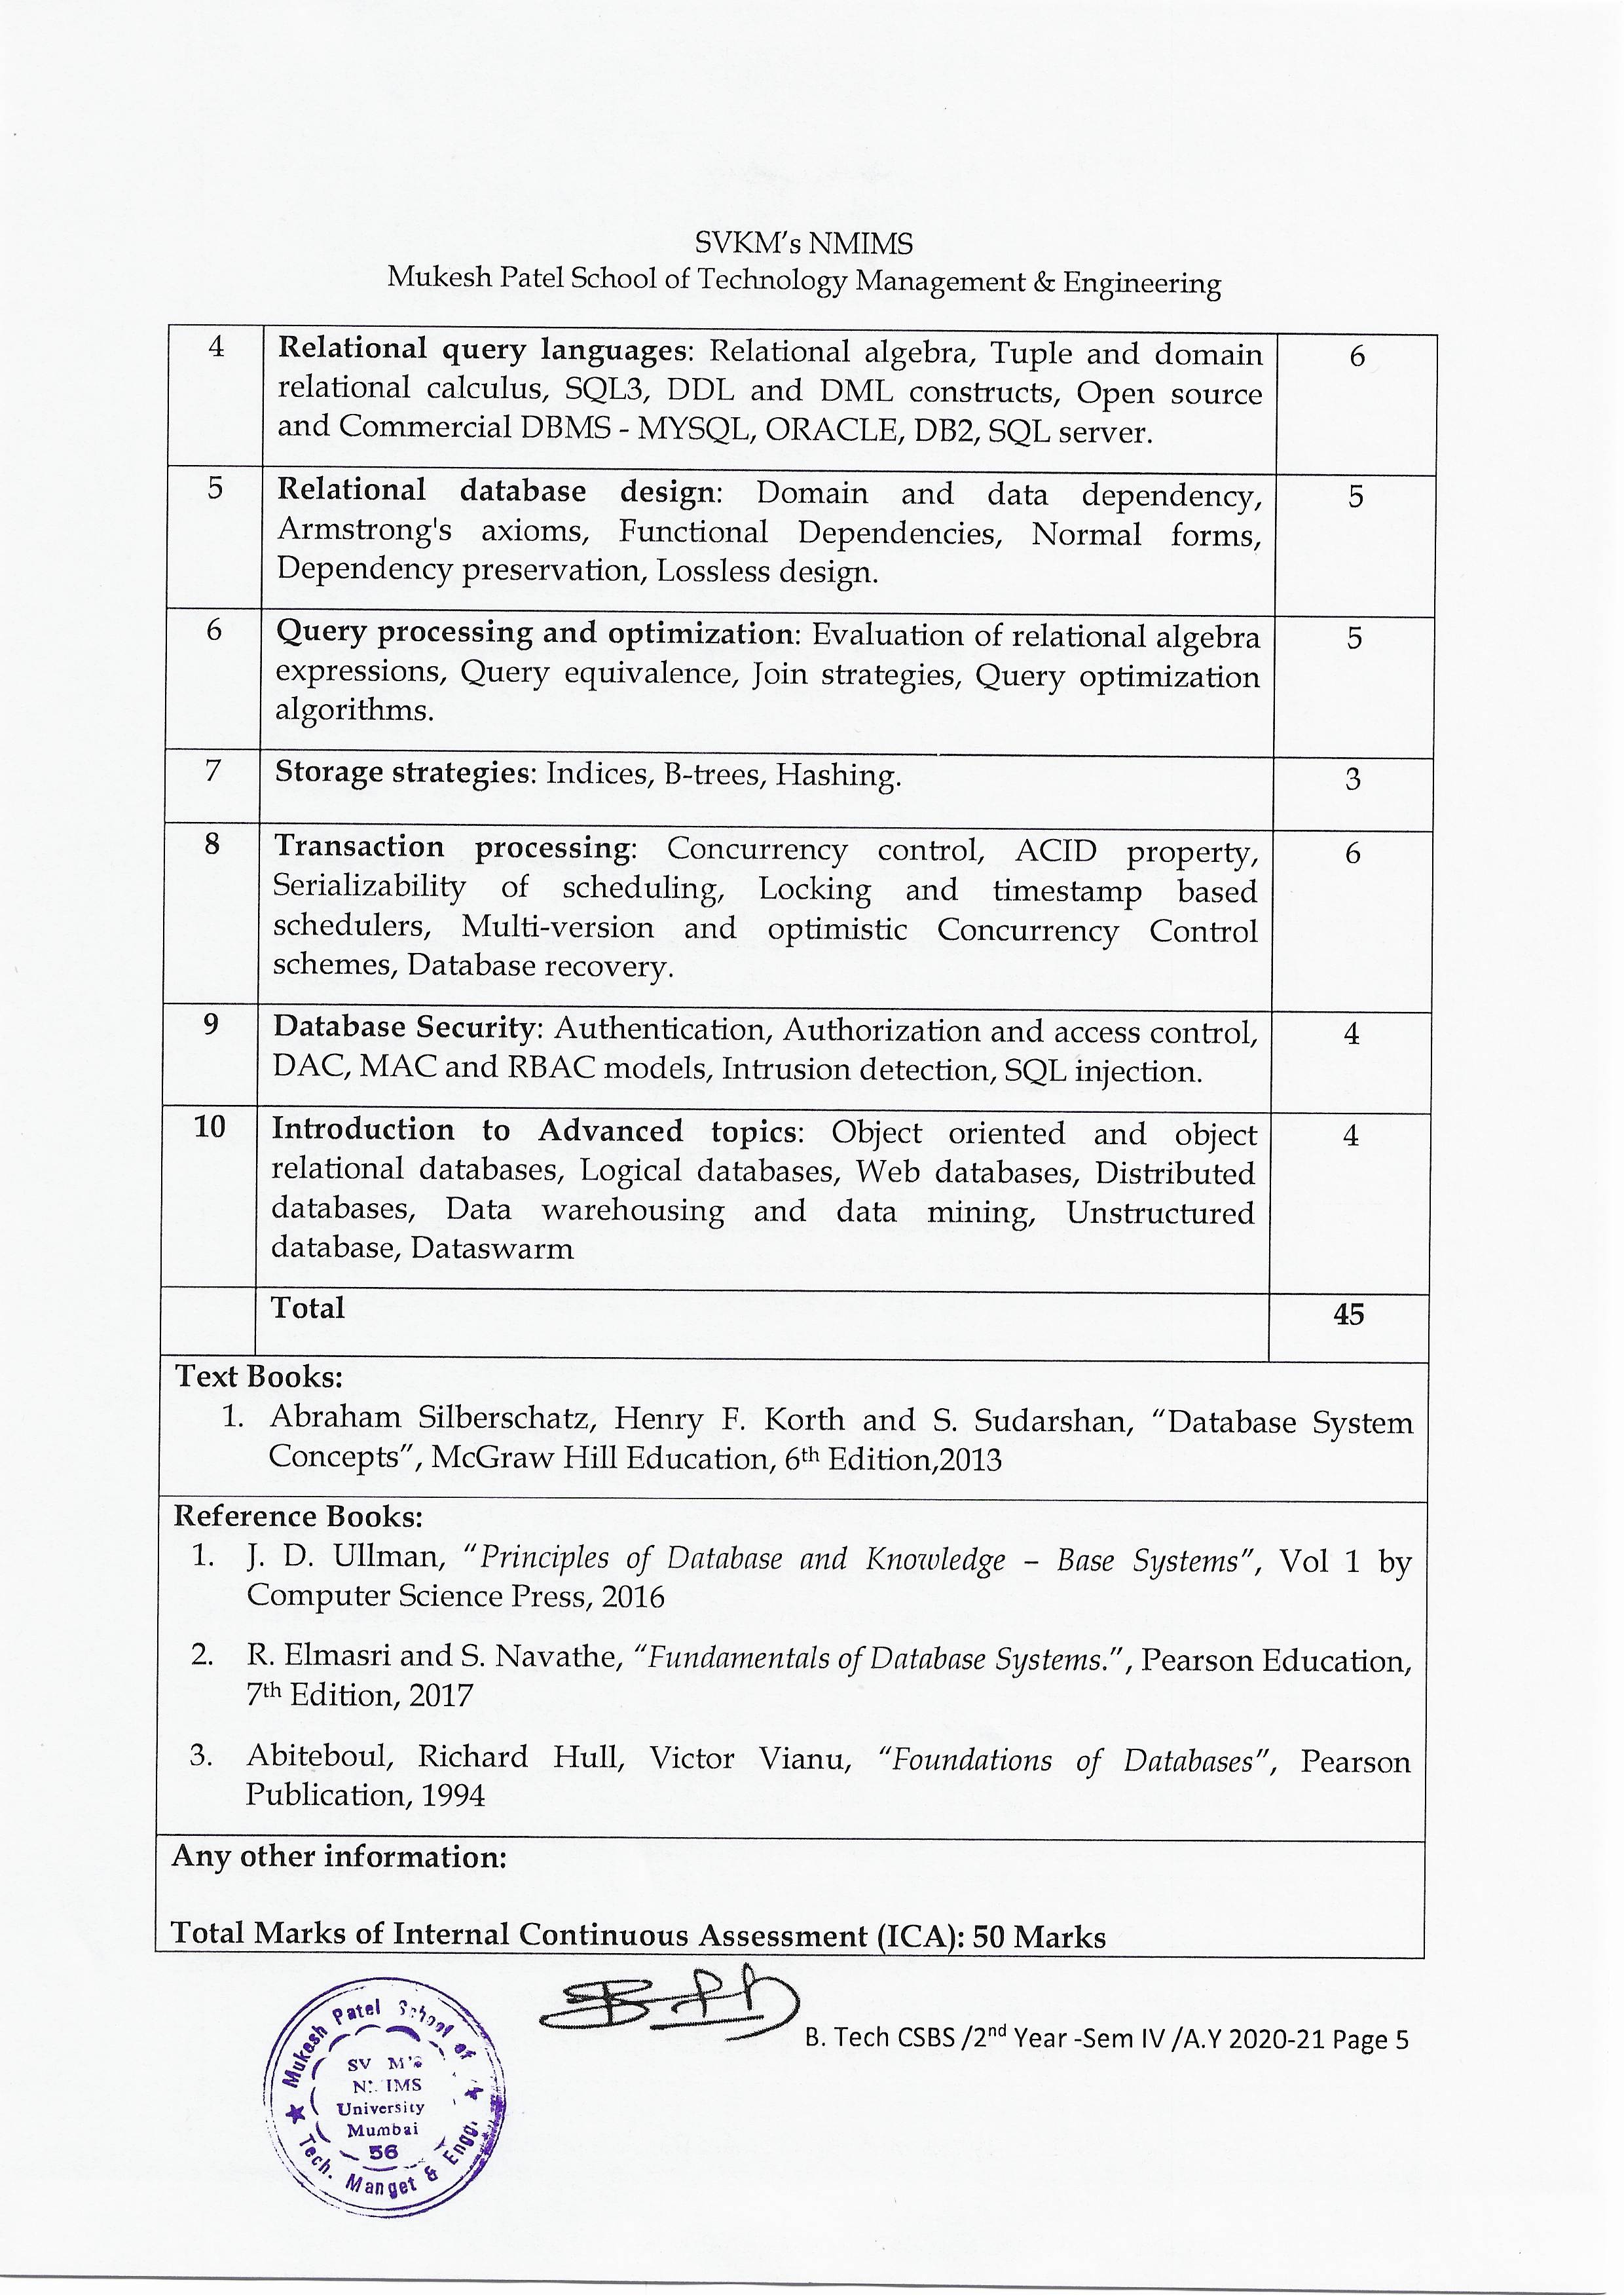 SVKM's NMIMS
Mukesh Patel School of Technology Management & Engineering
4 Relational query languages: Relational algebra, Tuple and domain 6
relational calculus, SQL3, DDL and DML constructs, Open source
and Commercial DBMS - MYSQL, ORACLE, DB2, SQL server.
5 Relational database design: Domain and data dependency, 5
Armstrong's axioms, Functional Dependencies, Normal forms,
Dependency preservation, Lossless design.
6 Query processing and optimization: Evaluation of relational algebra 5
expressions, Query equivalence, Join strategies, Query optimization
algorithms.
7 Storage strategies: Indices, B-trees, Hashing. 3
8 Transaction processing: Concurrency control, ACID property, 6
Serializability of scheduling, Locking and timestamp based
schedulers, Multi-version and optimistic Concurrency Control
schemes, Database recovery.
9 Database Security: Authentication, Authorization and access control, 4
DAC, MAC and RBAC models, Intrusion detection, SQL injection.
10 Introduction to Advanced topics: Object oriented and object 4
relational databases, Logical databases, Web databases, Distributed
databases, Data warehousing and data mining, Unstructured
database, Dataswarm
Total 45
Text Books:
1. Abraham Silberschatz, Henry F. Korth and S. Sudarshan, "Database System
Concepts", McGraw Hill Education, 6th Edition,2013
Reference Books:
1. J. D. Ullman, "Principles of Database and Knowledge – Base Systems", Vol 1 by
Computer Science Press, 2016
2. R. Elmasri and S. Navathe, "Fundamentals of Database Systems.", Pearson Education,
7th Edition, 2017
3. Abiteboul, Richard Hull, Victor Vianu, "Foundations of Databases", Pearson
Publication, 1994
Any other information:
Total Marks of Internal Continuous Assessment (ICA): 50 Marks
B. Tech CSBS /2nd Year -Sem IV /A.Y 2020-21 Page 5
Mukesh Patel School of
University
Mumbai
56
Tech. Manget & Engg.